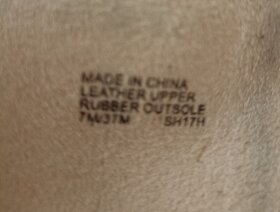 MADE IN CHINA
LEATHER UPPER
RUBBER OUTSOLE
7M/37M SH17H